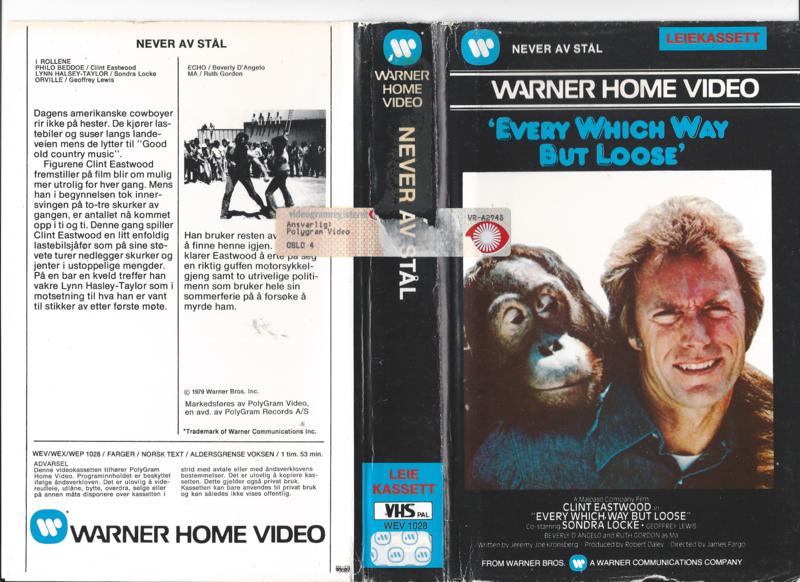 NEVER AV STÅL
I ROLLENE
PHILO BEDDOE / Clint Eastwood
LYNN HALSEY-TAYLOR / Sondra Locke
ORVILLE / Geoffrey Lewis
ECHO / Beverly D'Angelo
MA / Ruth Gordon
Dagens amerikanske cowboyer
rir ikke på hester. De kjører las-
tebiler og suser langs lande-
veien mens de lytter til "Good
old country music".
Figurene Clint Eastwood
fremstiller på film blir om mulig
mer utrolig for hver gang. Mens
han i begynnelsen tok inner-
svingen på to-tre skurker av
gangen, er antallet nå kommet
opp i ti og ti. Denne gang spiller
Clint Eastwood en litt enfoldig
lastebilsjåfør som på sine støv-
ete turer nedlegger skurker og
jenter i ustoppelige mengder.
På en bar en kveld treffer han
vakre Lynn Hasley-Taylor som i
motsetning til hva han er vant
til stikker av etter første møte.
Han bruker resten av
å finne henne igjen.
klarer Eastwood å erte på seg
en riktig guffen motorsykkel-
gjeng samt to utrivelige politi-
menn som bruker hele sin
sommerferie på å forsøke å
myrde ham.
© 1979 Warner Bros. Inc.
Markedsføres av PolyGram Video,
en avd. av PolyGram Records A/S
*Trademark of Warner Communications Inc.
WEV/WEX/WEP 1028 / FARGER / NORSK TEXT / ALDERSGRENSE VOKSEN / 1 tim. 53 min.
ADVARSEL
Denne videokassetten tilhører PolyGram
Home Video. Programinnholdet er beskyttet
ifølge åndsverkloven. Det er ulovlig å vide-
reutleie, utlåne, bytte, overdra, selge eller
på annen måte disponere over kassetten i
strid med avtale eller med åndsverklovens
bestemmelser. Det er ulovlig å kopiere kas-
setten. Dette gjelder også privat bruk.
Kassetten kan bare anvendes til privat bruk
og kan således ikke vises offentlig.
WARNER HOME VIDEO
videogramregisteret
Ansvarlig:
Polygram Video
OSLO 4
VR-A2948
WARNER
HOME
VIDEO
NEVER AV STÅL
LEIE
KASSETT
VHS PAL
WEV 1028
NEVER AV STÅL
LEIEKASSETT
WARNER HOME VIDEO
'EVERY WHICH WAY
BUT LOOSE'
A Malpaso Company Film
CLINT EASTWOOD in
"EVERY WHICH WAY BUT LOOSE"
Co-starring SONDRA LOCKE • GEOFFREY LEWIS
BEVERLY D'ANGELO and RUTH GORDON as Ma
Written by Jeremy Joe Kronsberg Produced by Robert Daley Directed by James Fargo
FROM WARNER BROS. A WARNER COMMUNICATIONS COMPANY